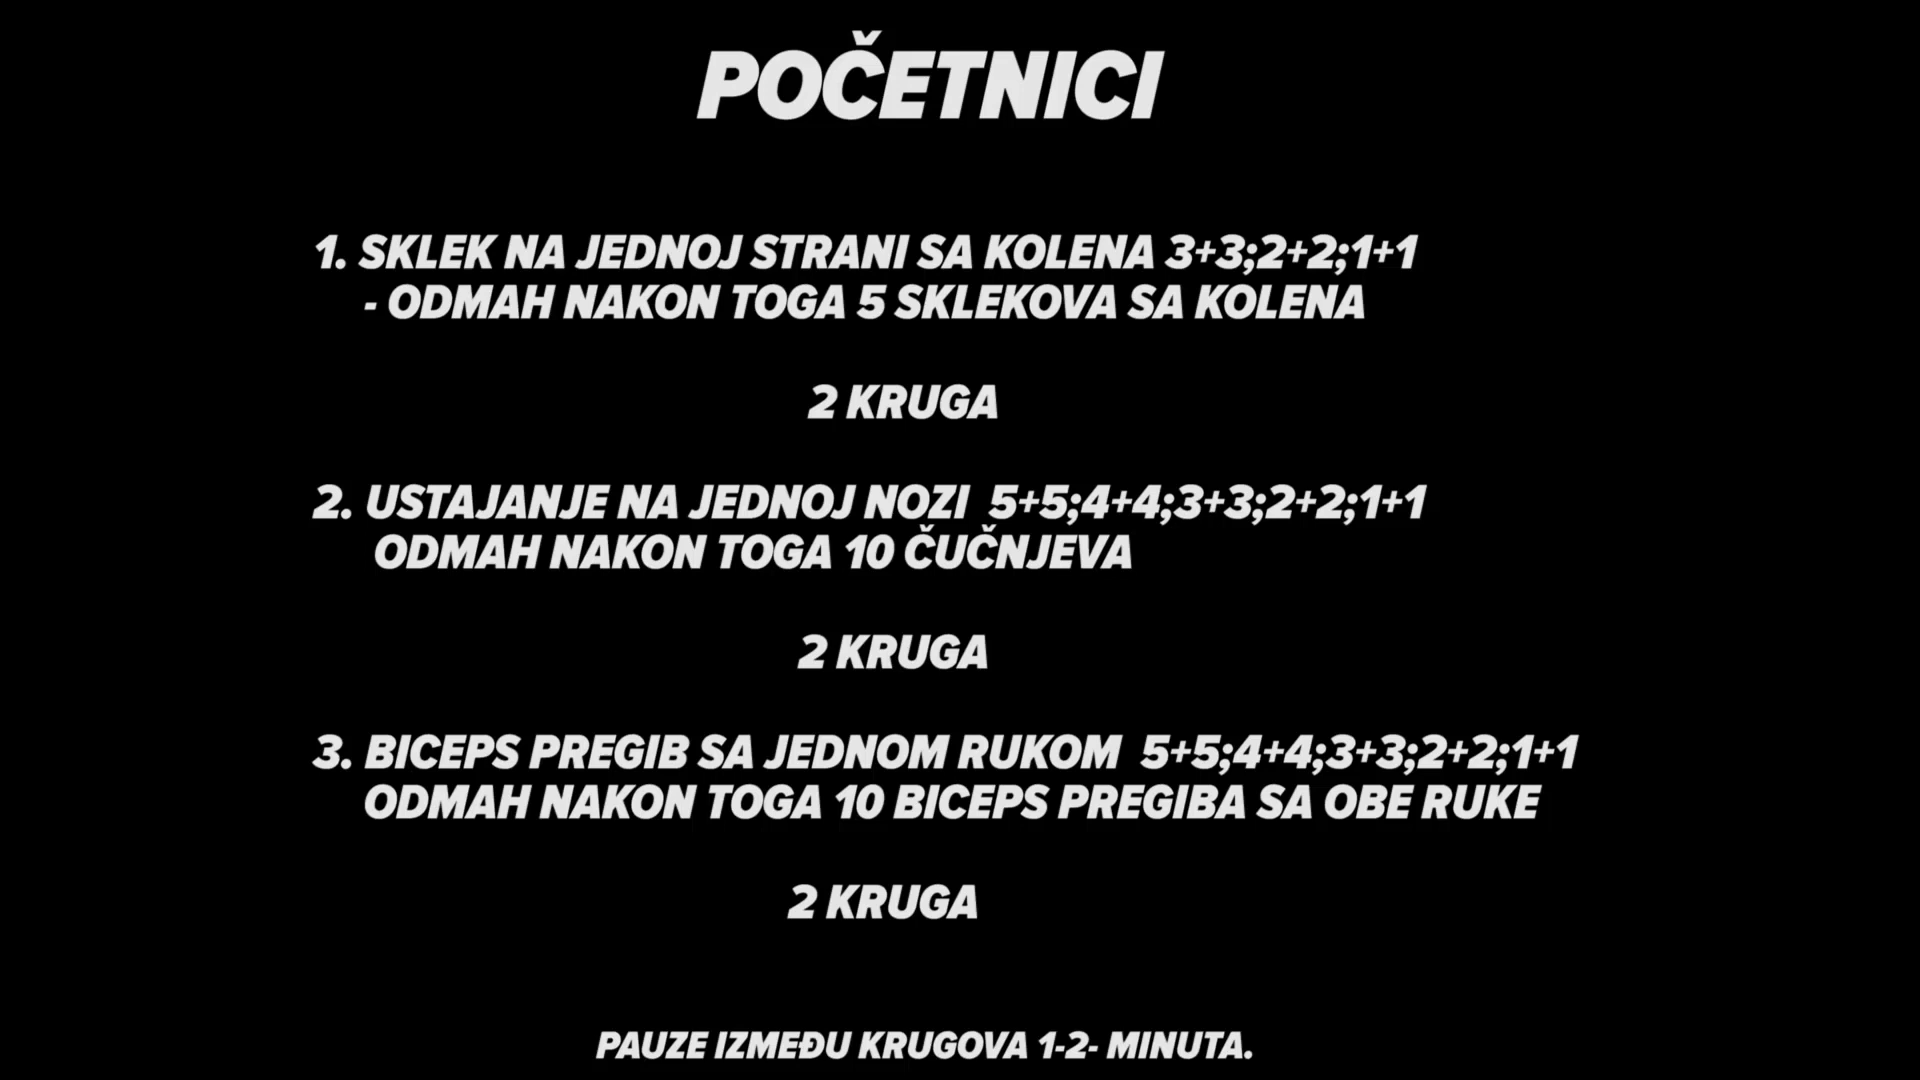 POČETNICI
1. SKLEK NA JEDNOJ STRANI SA KOLENA 3+3;2+2;1+1
- ODMAH NAKON TOGA 5 SKLEKOVA SA KOLENA
2 KRUGA
2. USTAJANJE NA JEDNOJ NOZI 5+5;4+4;3+3;2+2;1+1
ODMAH NAKON TOGA 10 ČUČNJEVA
2 KRUGA
3. BICEPS PREGIB SA JEDNOM RUKOM 5+5;4+4;3+3;2+2;1+1
ODMAH NAKON TOGA 10 BICEPS PREGIBA SA OBE RUKE
2 KRUGA
PAUZE IZMEĐU KRUGOVA 1-2- MINUTA.